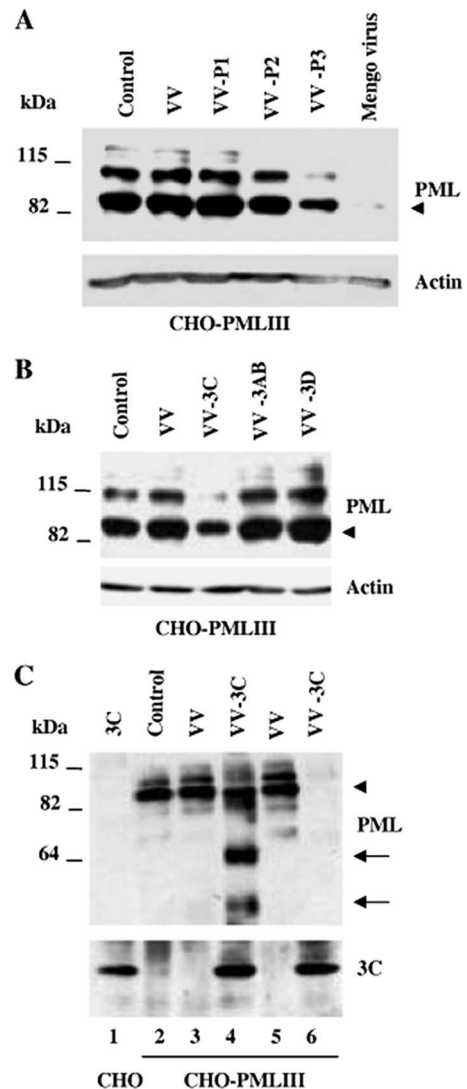 A
kDa
Control
VV
VV-P1
VV -P2
VV -P3
Mengo virus
115
82
PML
Actin
CHO-PMLIII
B
kDa
Control
VV
VV-3C
VV -3AB
VV -3D
115
82
PML
Actin
CHO-PMLIII
C
kDa
3C
Control
VV
VV-3C
VV
VV -3C
115
82
64
PML
3C
1 2 3 4 5 6
CHO CHO-PMLIII